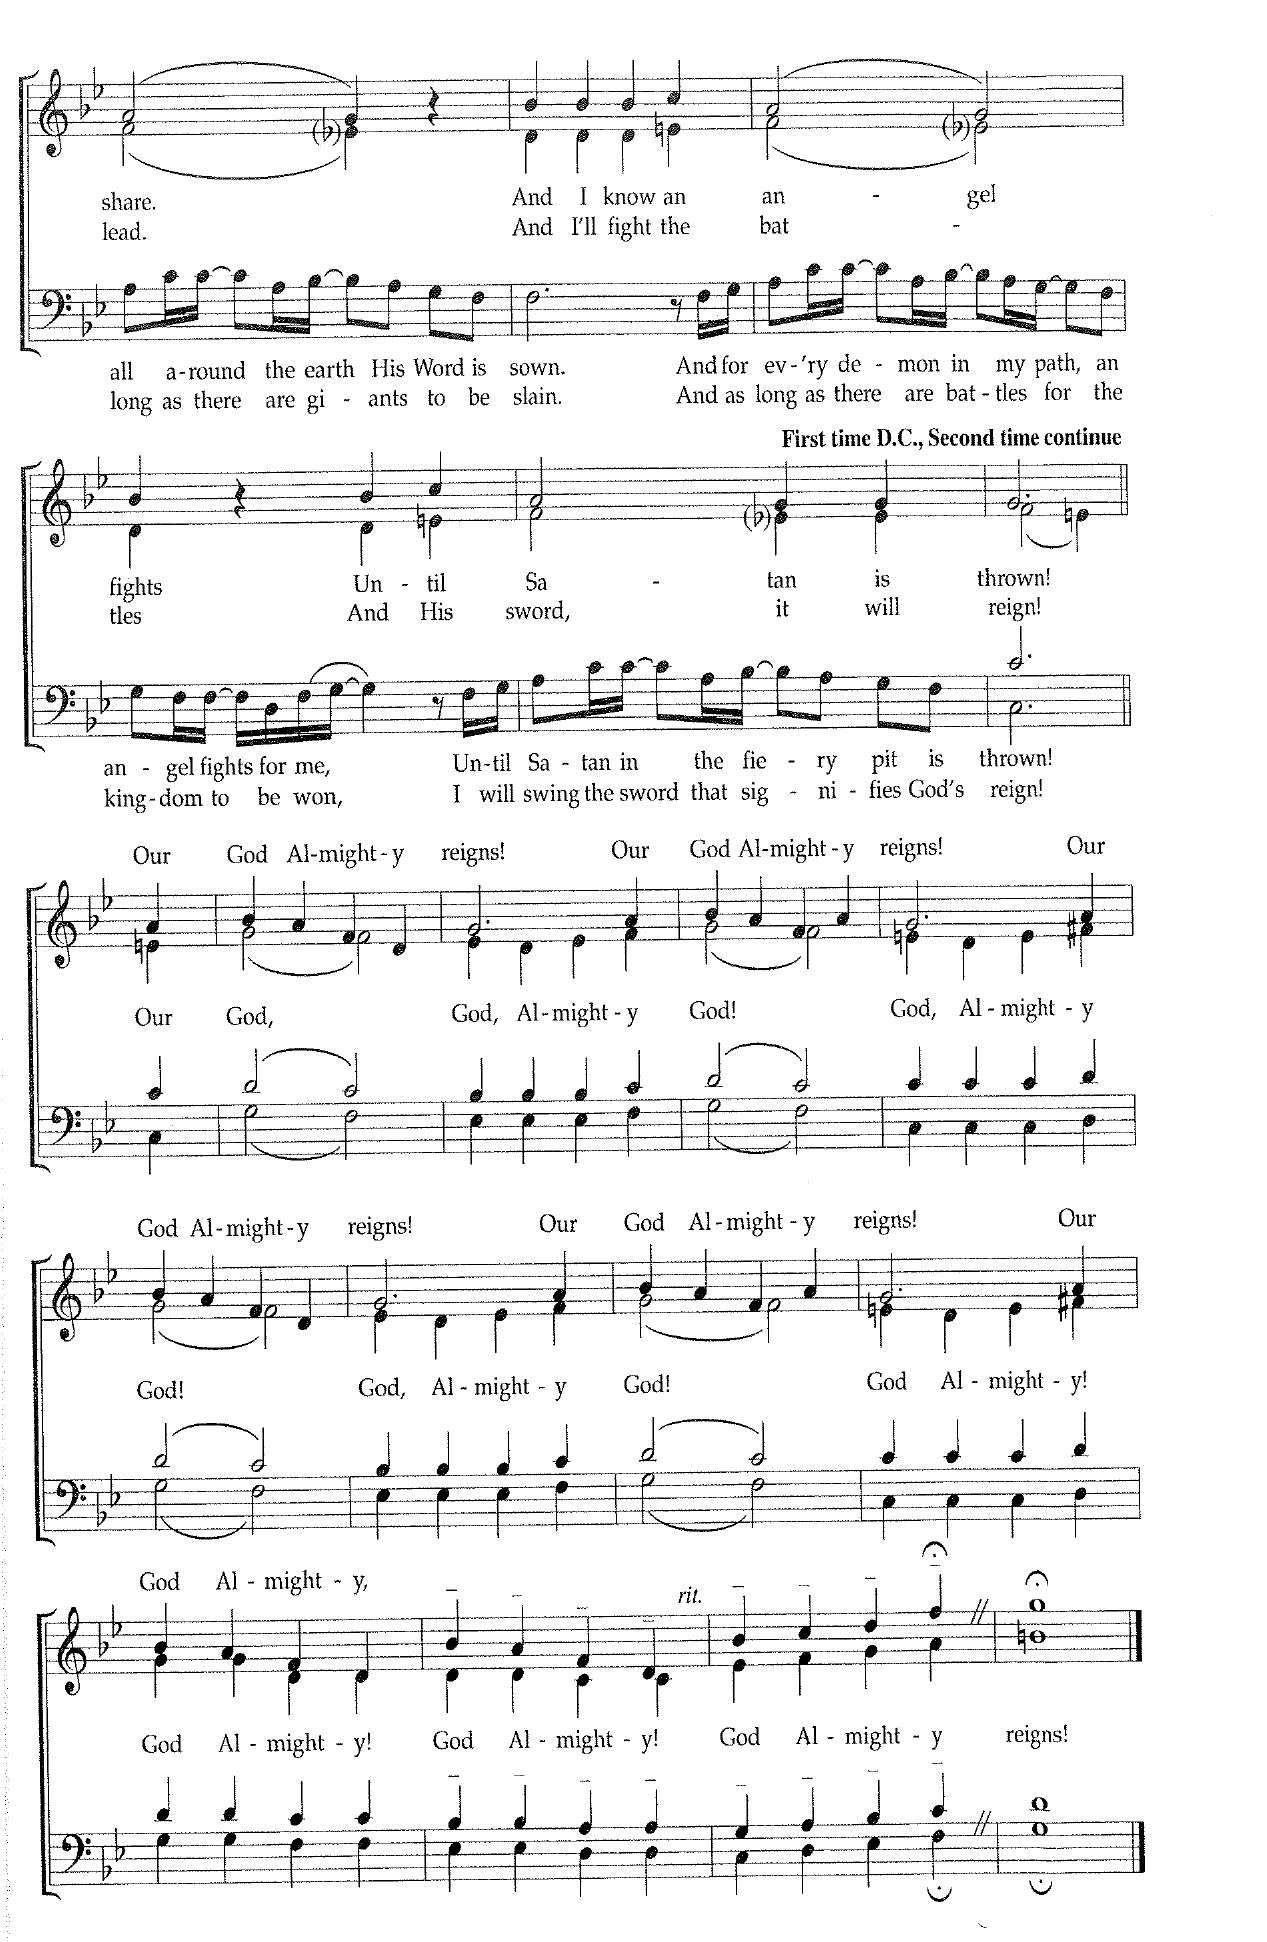 share. And I know an an - gel
lead. And I'll fight the bat -
all a-round the earth His Word is sown. And for ev-'ry de - mon in my path, an
long as there are gi - ants to be slain. And as long as there are bat-tles for the
First time D.C., Second time continue
fights Un - til Sa - tan is thrown!
tles And His sword, it will reign!
an - gel fights for me, Un-til Sa - tan in the fie - ry pit is thrown!
king-dom to be won, I will swing the sword that sig - ni - fies God's reign!
Our God Al-might-y reigns! Our God Al-might-y reigns! Our
Our God, God, Al-might-y God! God, Al-might-y
God Al-might-y reigns! Our God Al-might-y reigns! Our
God! God, Al-might-y God! God Al-might-y!
God Al-might-y,
rit.
God Al-might-y! God Al-might-y! God Al-might-y reigns!